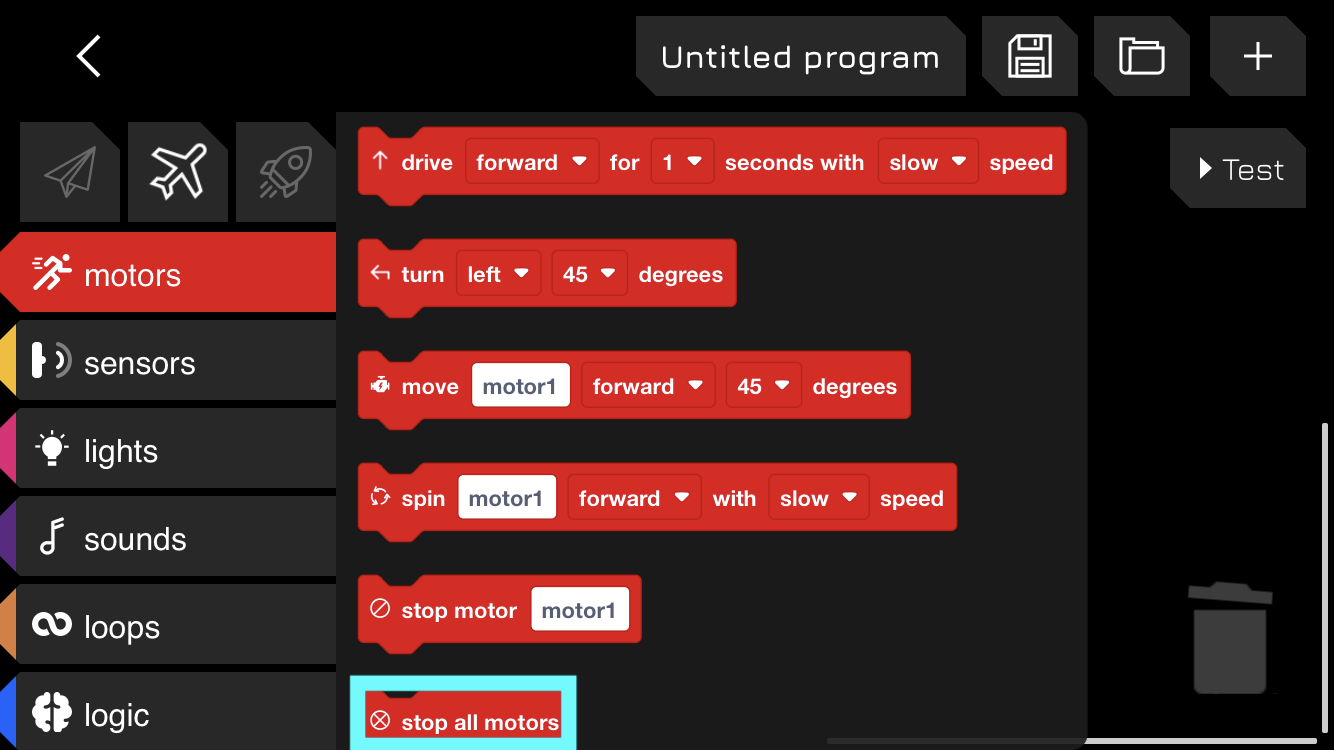 Untitled program
Test
motors
sensors
lights
sounds
loops
logic
drive forward for 1 seconds with slow speed
turn left 45 degrees
move motor1 forward 45 degrees
spin motor1 forward with slow speed
stop motor motor1
stop all motors